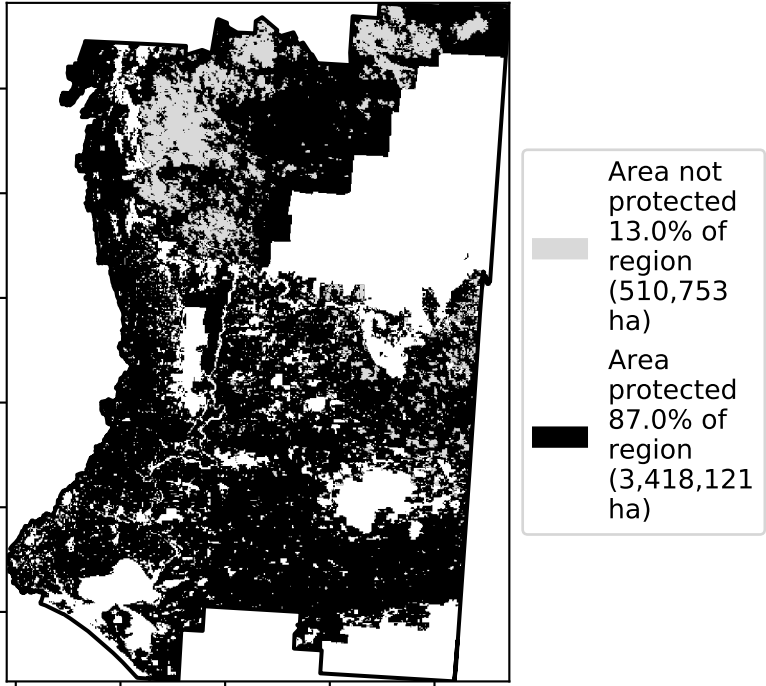 Area not
protected
13.0% of
region
(510,753
ha)
Area
protected
87.0% of
region
(3,418,121
ha)